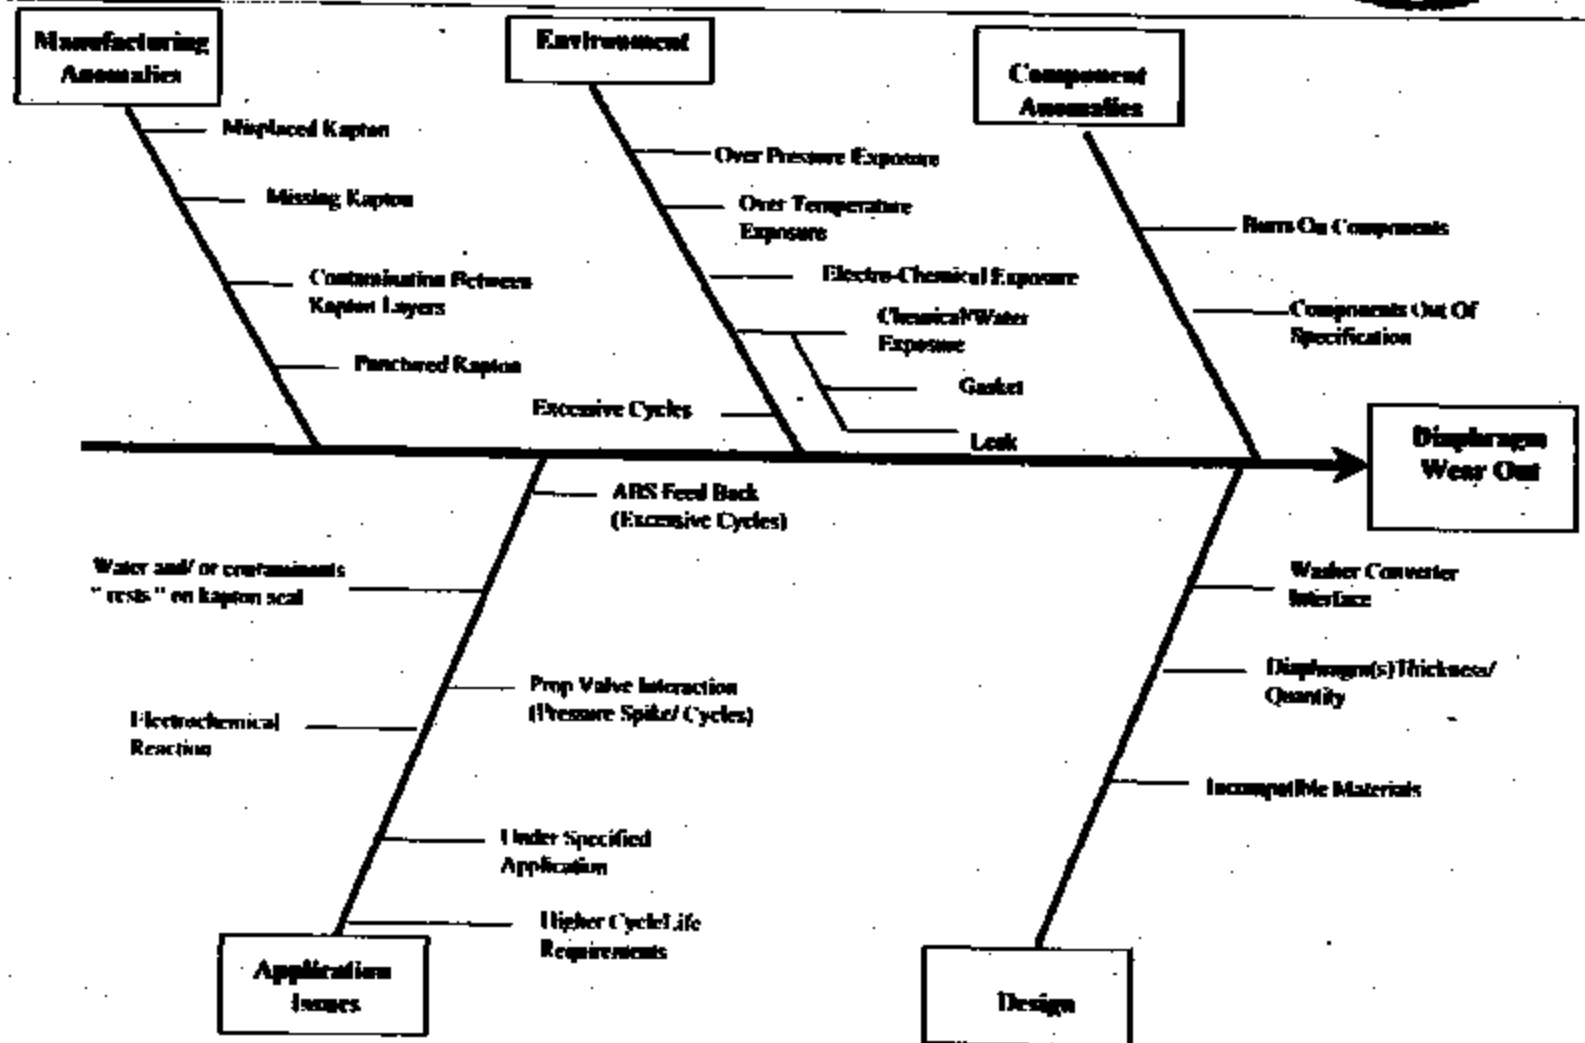 Manufacturing
Anomalies
Environment
Component
Anomalies
Misplaced Kapton
Missing Kapton
Contamination Between
Kapton Layers
Punctured Kapton
Over Pressure Exposure
Over Temperature
Exposure
Electro-Chemical Exposure
Chemical/Water
Exposure
Gasket
Leak
Excessive Cycles
Burrs On Components
Components Out Of
Specification
Diaphragm
Wear Out
ABS Feed Back
(Excessive Cycles)
Water and/ or contaminants
" rests " on kapton seal
Prop Valve Interaction
(Pressure Spike/ Cycles)
Electrochemical
Reaction
Under Specified
Application
Higher Cycle Life
Requirements
Application
Issues
Washer Converter
Interface
Diaphragm(s) Thickness/
Quantity
Incompatible Materials
Design